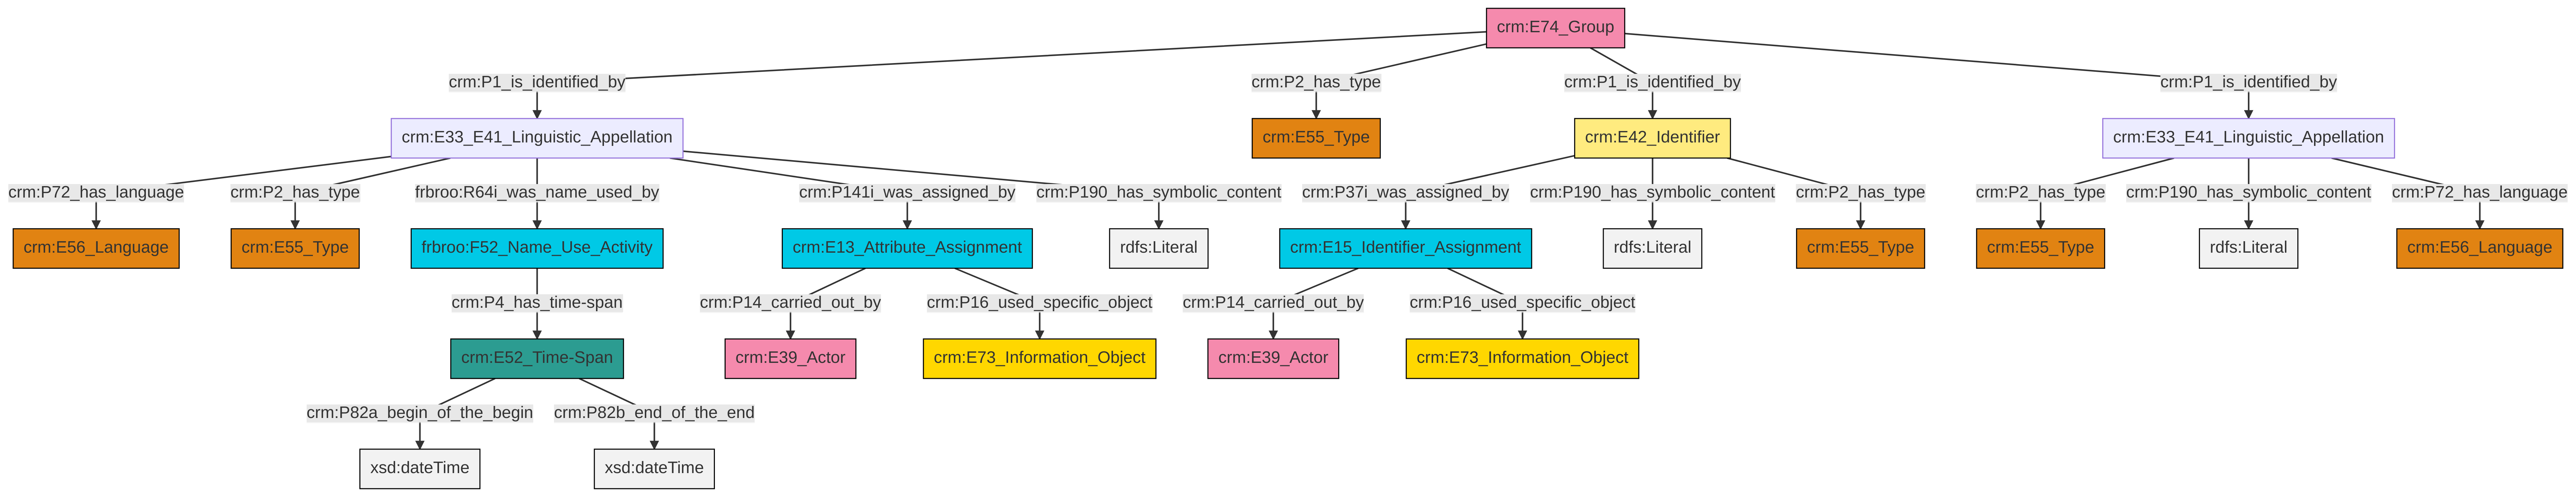 crm:E74_Group
crm:P1_is_identified_by
crm:P2_has_type
crm:P1_is_identified_by
crm:P1_is_identified_by
crm:E33_E41_Linguistic_Appellation
crm:E55_Type
crm:E42_Identifier
crm:E33_E41_Linguistic_Appellation
crm:P72_has_language
crm:P2_has_type
frbroo:R64i_was_name_used_by
crm:P141i_was_assigned_by
crm:P190_has_symbolic_content
crm:P37i_was_assigned_by
crm:P190_has_symbolic_content
crm:P2_has_type
crm:P2_has_type
crm:P190_has_symbolic_content
crm:P72_has_language
crm:E56_Language
crm:E55_Type
frbroo:F52_Name_Use_Activity
crm:E13_Attribute_Assignment
rdfs:Literal
crm:E15_Identifier_Assignment
rdfs:Literal
crm:E55_Type
crm:E55_Type
rdfs:Literal
crm:E56_Language
crm:P4_has_time-span
crm:P14_carried_out_by
crm:P16_used_specific_object
crm:P14_carried_out_by
crm:P16_used_specific_object
crm:E52_Time-Span
crm:E39_Actor
crm:E73_Information_Object
crm:E39_Actor
crm:E73_Information_Object
crm:P82a_begin_of_the_begin
crm:P82b_end_of_the_end
xsd:dateTime
xsd:dateTime